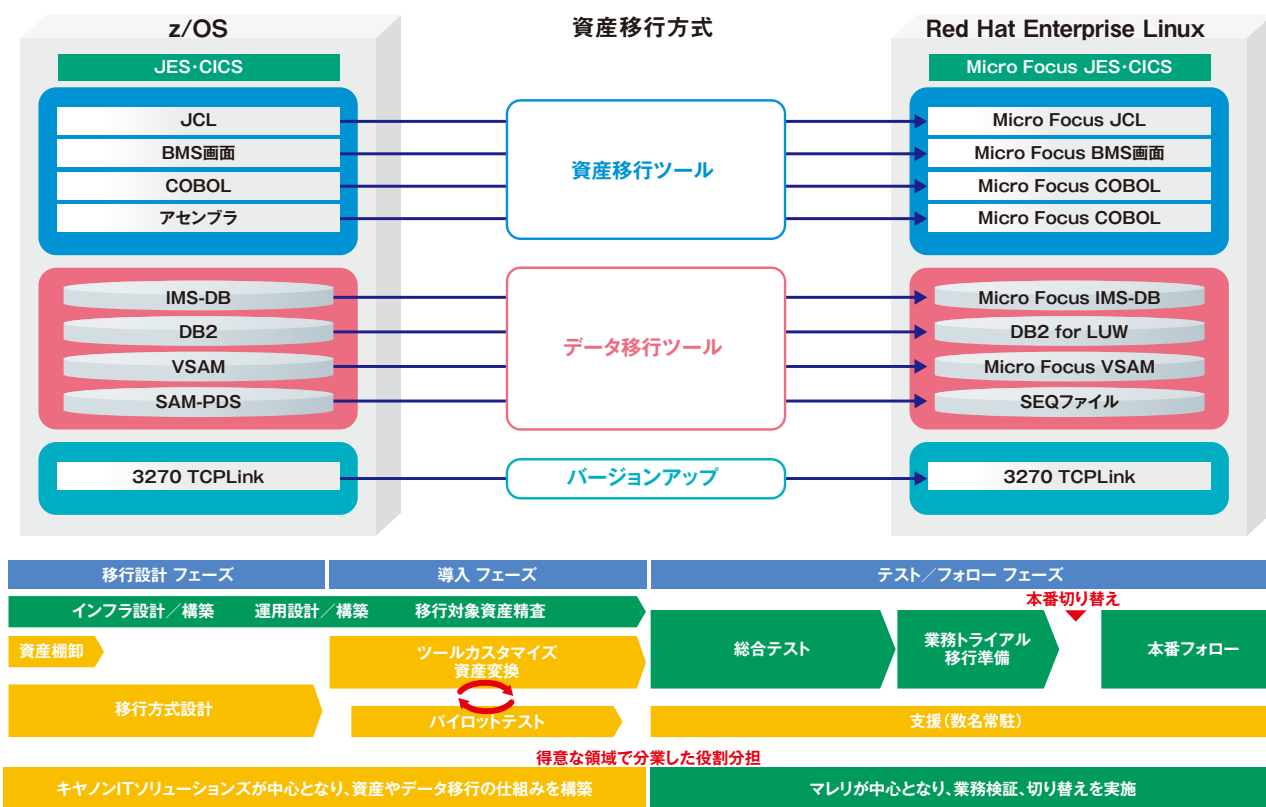 z/OS
資産移行方式
Red Hat Enterprise Linux
JES・CICS
Micro Focus JES・CICS
JCL
BMS画面
COBOL
アセンブラ
資産移行ツール
Micro Focus JCL
Micro Focus BMS画面
Micro Focus COBOL
Micro Focus COBOL
IMS-DB
DB2
VSAM
SAM-PDS
データ移行ツール
Micro Focus IMS-DB
DB2 for LUW
Micro Focus VSAM
SEQファイル
3270 TCPLink
バージョンアップ
3270 TCPLink
移行設計 フェーズ
導入 フェーズ
テスト／フォロー フェーズ
インフラ設計／構築
運用設計／構築
移行対象資産精査
本番切り替え
資産棚卸
ツールカスタマイズ
資産変換
総合テスト
業務トライアル
移行準備
本番フォロー
移行方式設計
パイロットテスト
支援（数名常駐）
得意な領域で分業した役割分担
キヤノンITソリューションズが中心となり、資産やデータ移行の仕組みを構築
マレリが中心となり、業務検証、切り替えを実施